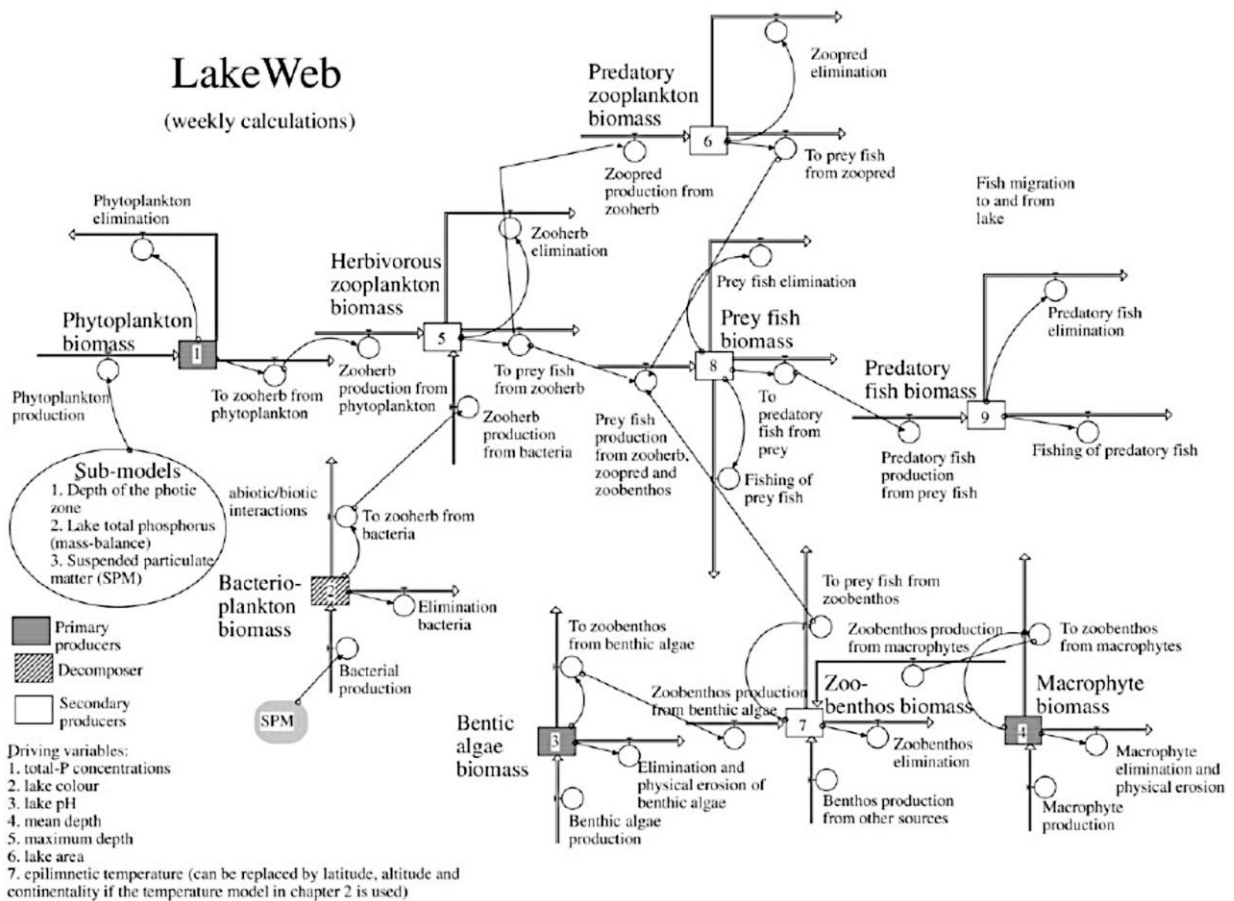 LakeWeb
(weekly calculations)
Zoopred
elimination
Predatory
zooplankton
biomass
6
Zoopred
production from
zooherb
To prey fish
from zoopred
Fish migration
to and from
lake
Phytoplankton
elimination
Zooherb
elimination
Herbivorous
zooplankton
biomass
Prey fish elimination
Predatory fish
elimination
Phytoplankton
biomass
1
5
Prey fish
biomass
8
Predatory
fish biomass
9
Phytoplankton
production
To zooherb from
phytoplankton
Zooherb
production from
phytoplankton
To prey fish
from zooherb
Zooherb
production
from bacteria
Prey fish
production
from zooherb,
zoopred and
zoobenthos
To
predatory
fish from
prey
Fishing of
prey fish
Predatory fish
production
from prey fish
Fishing of predatory fish
Sub-models
1. Depth of the photic
zone
2. Lake total phosphorus
(mass-balance)
3. Suspended particulate
matter (SPM)
abiotic/biotic
interactions
To zooherb from
bacteria
Bacterio-
plankton
biomass
2
Elimination
bacteria
Bacterial
production
SPM
Primary
producers
Decomposer
Secondary
producers
To zoobenthos
from benthic algae
To prey fish from
zoobenthos
Zoobenthos production
from macrophytes
To zoobenthos
from macrophytes
Zoobenthos production
from benthic algae
Zoo-
benthos biomass
Macrophyte
biomass
Bentic
algae
biomass
3
7
4
Elimination and
physical erosion of
benthic algae
Zoobenthos
elimination
Macrophyte
elimination and
physical erosion
Benthic algae
production
Benthos production
from other sources
Macrophyte
production
Driving variables:
1. total-P concentrations
2. lake colour
3. lake pH
4. mean depth
5. maximum depth
6. lake area
7. epilimnetic temperature (can be replaced by latitude, altitude and
continentality if the temperature model in chapter 2 is used)